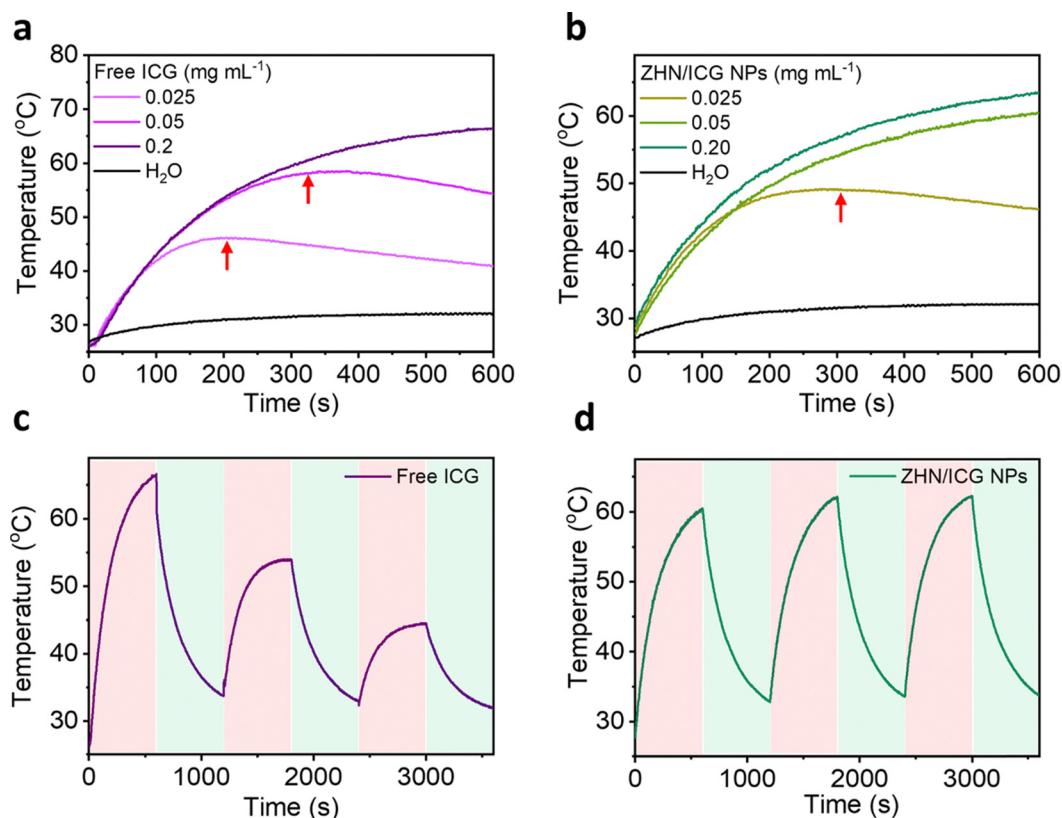 a
Free ICG (mg mL⁻¹)
0.025
0.05
0.2
H₂O
80
70
60
50
40
30
Temperature (°C)
0 100 200 300 400 500 600
Time (s)
b
ZHN/ICG NPs (mg mL⁻¹)
0.025
0.05
0.20
H₂O
60
50
40
30
Temperature (°C)
0 100 200 300 400 500 600
Time (s)
c
Free ICG
60
50
40
30
Temperature (°C)
0 1000 2000 3000
Time (s)
d
ZHN/ICG NPs
60
50
40
30
Temperature (°C)
0 1000 2000 3000
Time (s)